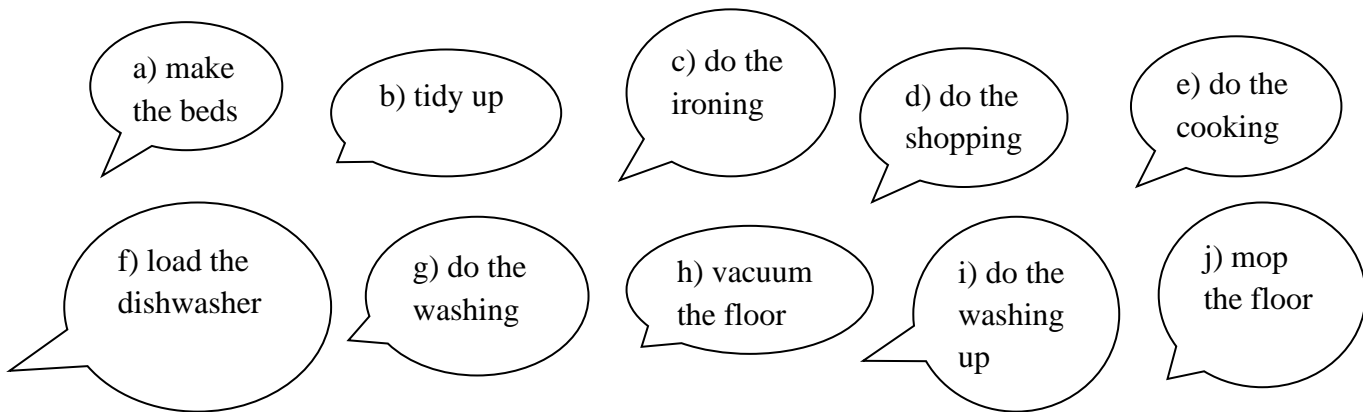 a) make
the beds
b) tidy up
c) do the
ironing
d) do the
shopping
e) do the
cooking
f) load the
dishwasher
g) do the
washing
h) vacuum
the floor
i) do the
washing
up
j) mop
the floor